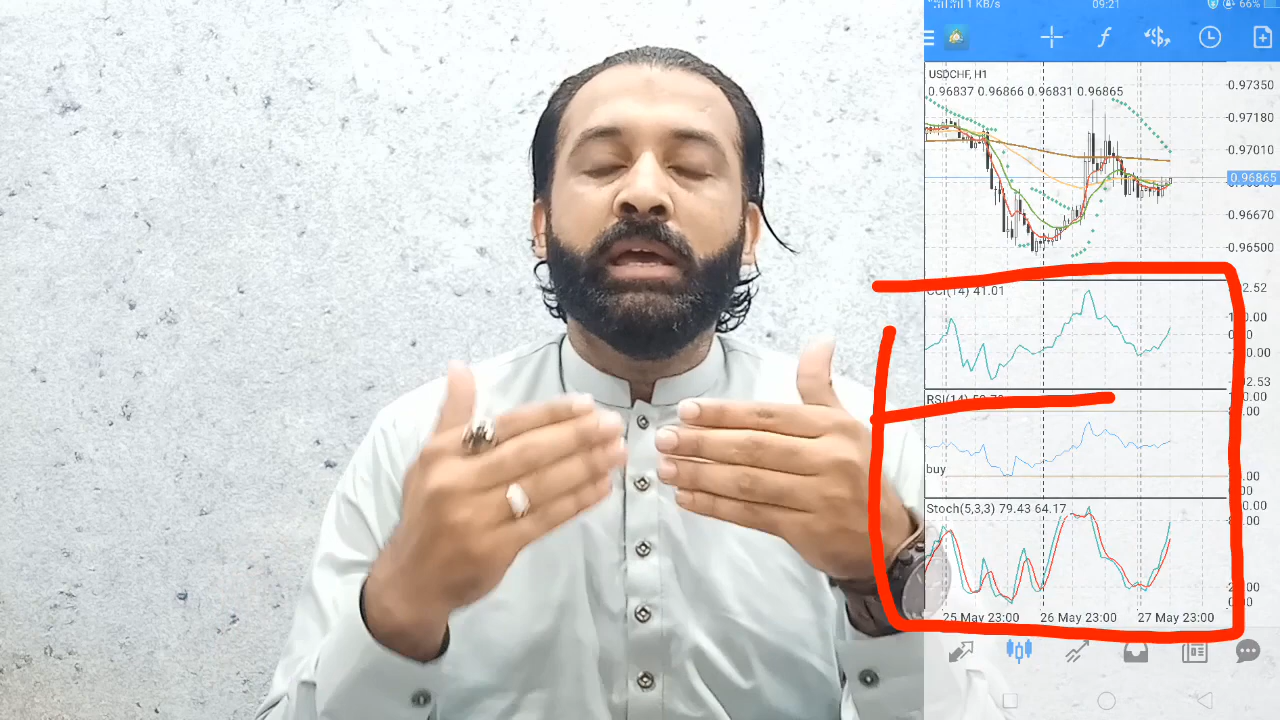 1 KB/s 09:21 66%
USDCHF, H1
0.96837 0.96866 0.96831 0.96865
0.97350
0.97180
0.97010
0.96865
0.96670
0.96500
CCI(14) 41.01
RSI(14)
buy
Stoch(5,3,3) 79.43 64.17
25 May 23:00 26 May 23:00 27 May 23:00